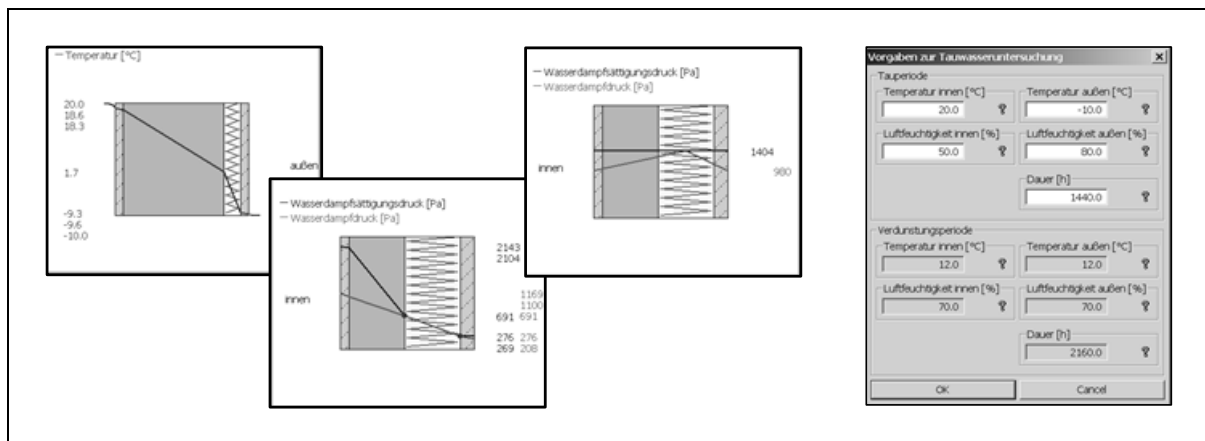 — Temperatur [°C]
20.0
18.6
18.3
1.7
-9.3
-9.6
-10.0
außen
— Wasserdampfsättigungsdruck [Pa]
— Wasserdampfdruck [Pa]
innen
2143
2104
1169
1100
691 691
276 276
269 208
— Wasserdampfsättigungsdruck [Pa]
— Wasserdampfdruck [Pa]
innen
1404
980
Vorgaben zur Tauwasseruntersuchung
Tauperiode
Temperatur innen [°C] Temperatur außen [°C]
20.0 ? -10.0 ?
Luftfeuchtigkeit innen [%] Luftfeuchtigkeit außen [%]
50.0 ? 80.0 ?
Dauer [h]
1440.0 ?
Verdunstungsperiode
Temperatur innen [°C] Temperatur außen [°C]
12.0 ? 12.0 ?
Luftfeuchtigkeit innen [%] Luftfeuchtigkeit außen [%]
70.0 ? 70.0 ?
Dauer [h]
2160.0 ?
OK Cancel